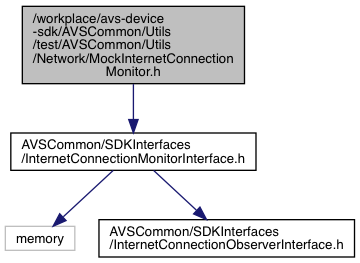 /workplace/avs-device
-sdk/AVSCommon/Utils
/test/AVSCommon/Utils
/Network/MockInternetConnection
Monitor.h
AVSCommon/SDKInterfaces
/InternetConnectionMonitorInterface.h
memory
AVSCommon/SDKInterfaces
/InternetConnectionObserverInterface.h